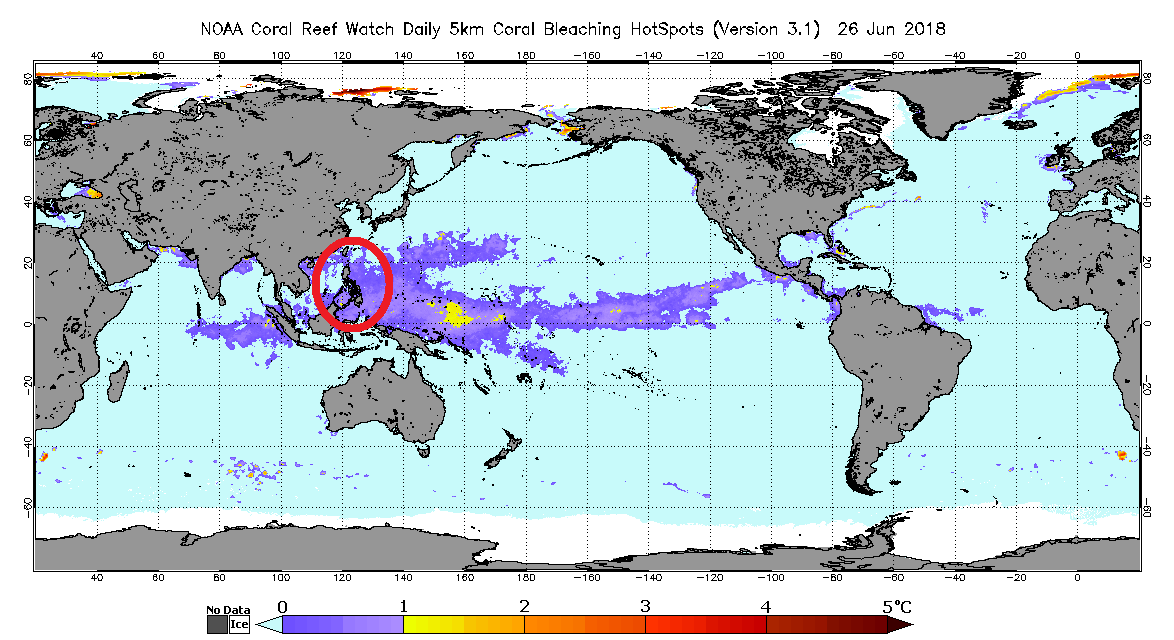 NOAA Coral Reef Watch Daily 5km Coral Bleaching HotSpots (Version 3.1) 26 Jun 2018
40 60 80 100 120 140 160 180 -160 -140 -120 -100 -80 -60 -40 -20 0
80 80
60 60
40 40
20 20
0 0
-20 -20
-40 -40
-60 -60
40 60 80 100 120 140 160 180 -160 -140 -120 -100 -80 -60 -40 -20 0
No Data 0 1 2 3 4 5°C
Ice